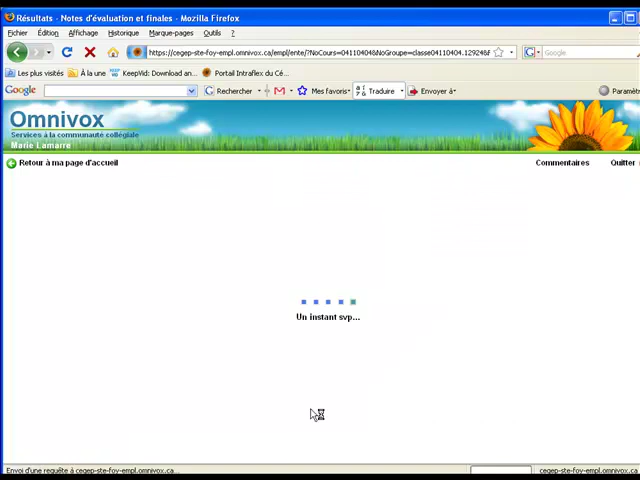 Résultats - Notes d'évaluation et finales - Mozilla Firefox
Fichier Édition Affichage Historique Marque-pages Outils ?
https://cegep-ste-foy-empl.omnivox.ca/empl/ente/?NoCours=04110404&NoGroupe=classe04110404.12924&f
Google
Les plus visités À la une KeepVid: Download an... Portail Intraflex du Cé...
Google Rechercher Mes favoris Traduire Envoyer à Paramètr
Omnivox
Services à la communauté collégiale
Marie Lamarre
Retour à ma page d'accueil Commentaires Quitter
Un instant svp...
Envoi d'une requête à cegep-ste-foy-empl.omnivox.ca... cegep-ste-foy-empl.omnivox.ca